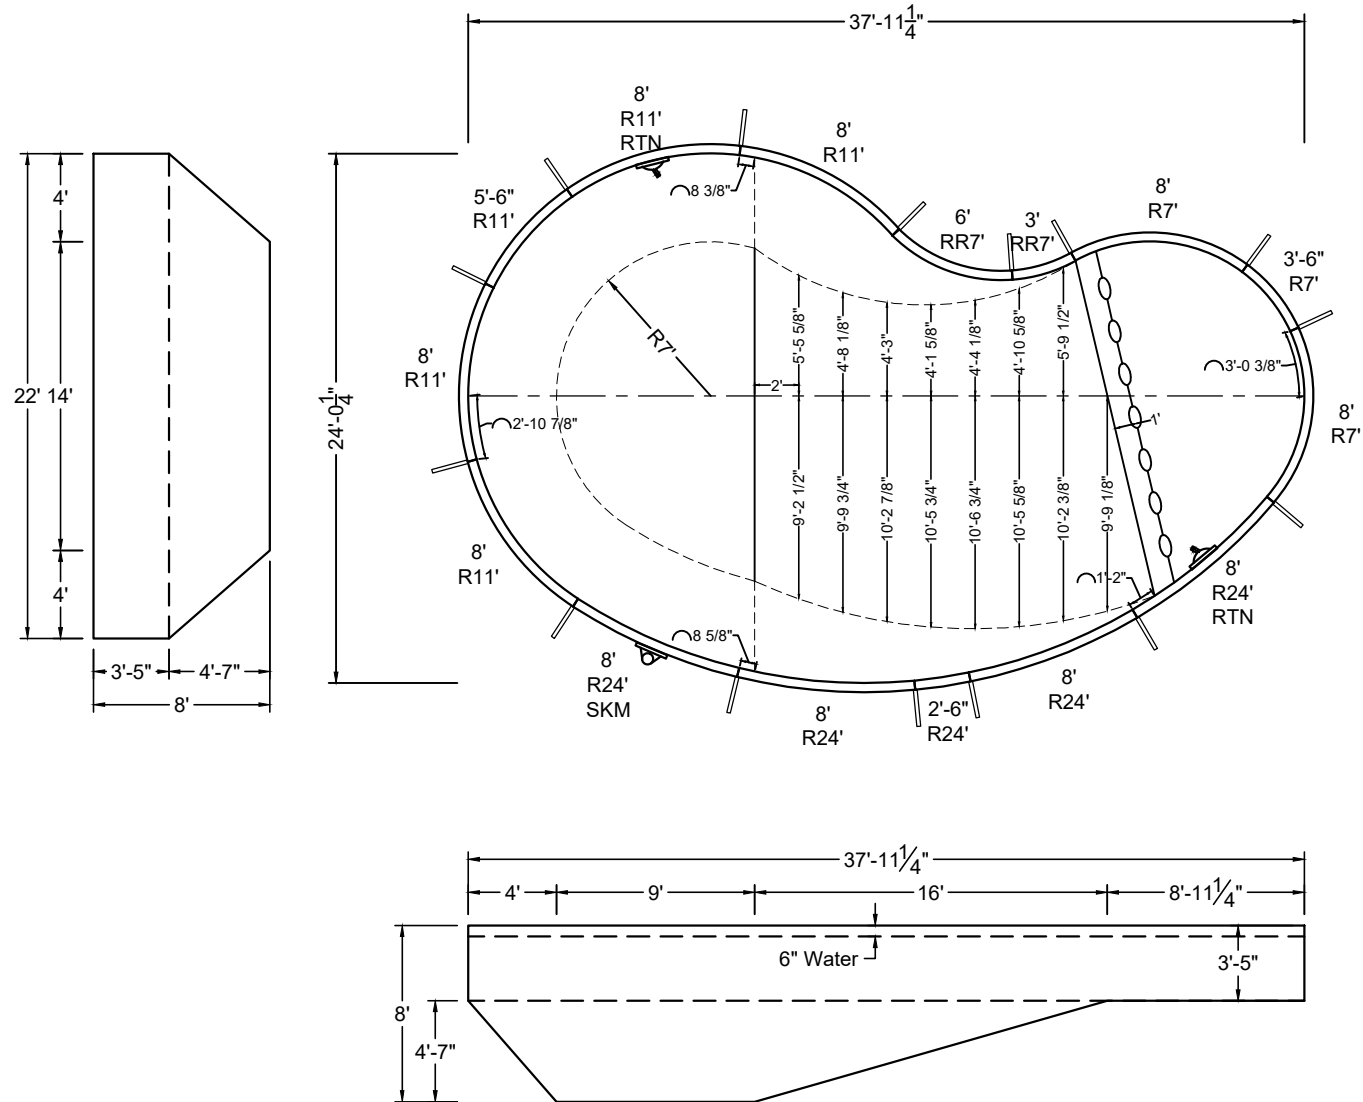 37'-11 1/4"
8'
R11'
RTN
8'
R11'
8'
R7'
6'
RR7'
3'
RR7'
5'-6"
R11'
3'-6"
R7'
8 3/8"
4'
22'
14'
4'
24'-0 1/4"
8'
R11'
R7'
2'
5'-5 5/8"
4'-8 1/8"
4'-3"
4'-1 5/8"
4'-4 1/8"
4'-10 5/8"
5'-9 1/2"
3'-0 3/8"
8'
R7'
2'-10 7/8"
1'
9'-2 1/2"
9'-9 3/4"
10'-2 7/8"
10'-5 3/4"
10'-6 3/4"
10'-5 5/8"
10'-2 3/8"
9'-9 1/8"
8'
R11'
1'-2"
8'
R24'
RTN
8 5/8"
8'
R24'
SKM
8'
R24'
2'-6"
R24'
8'
R24'
3'-5"
4'-7"
8'
37'-11 1/4"
4'
9'
16'
8'-11 1/4"
6" Water
3'-5"
8'
4'-7"